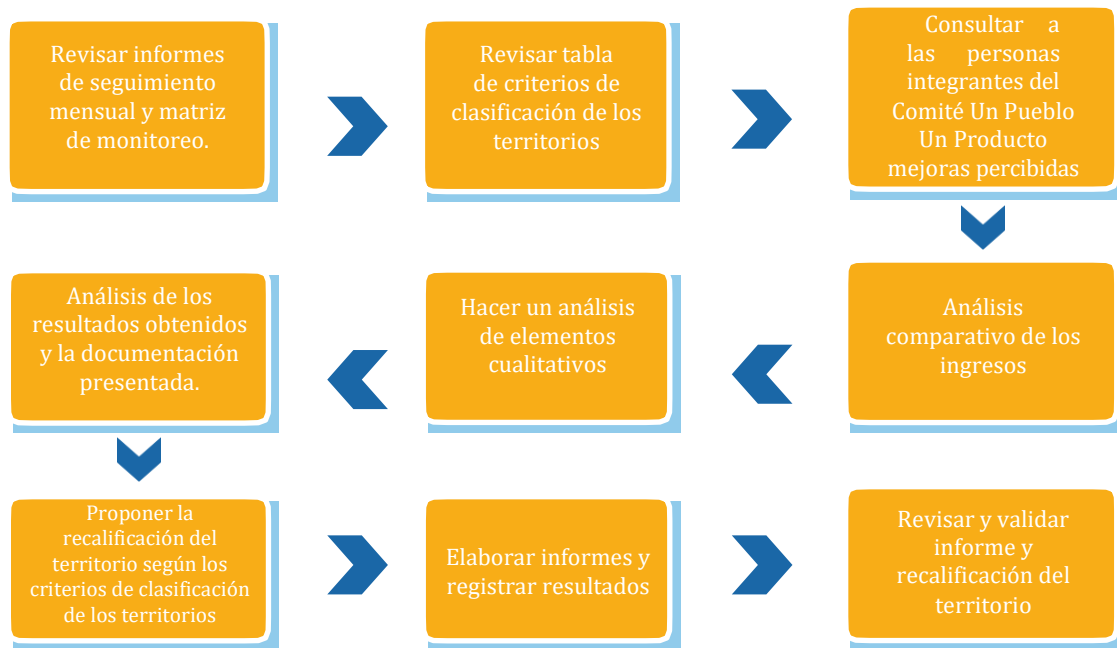 Revisar informes
de seguimiento
mensual y matriz
de monitoreo.
Revisar tabla
de criterios de
clasificación de los
territorios
Consultar a
las personas
integrantes del
Comité Un Pueblo
Un Producto
mejoras percibidas
Análisis
comparativo de los
ingresos
Hacer un análisis
de elementos
cualitativos
Análisis de los
resultados obtenidos
y la documentación
presentada.
Proponer la
recalificación del
territorio según los
criterios de clasificación
de los territorios
Elaborar informes y
registrar resultados
Revisar y validar
informe y
recalificación del
territorio